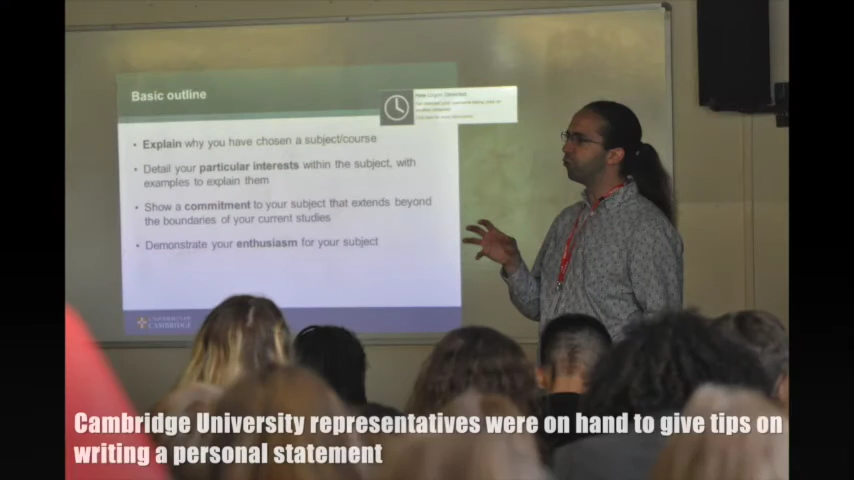 Basic outline
• Explain why you have chosen a subject/course
• Detail your particular interests within the subject, with
examples to explain them
• Show a commitment to your subject that extends beyond
the boundaries of your current studies
• Demonstrate your enthusiasm for your subject
UNIVERSITY OF
CAMBRIDGE
Cambridge University representatives were on hand to give tips on
writing a personal statement